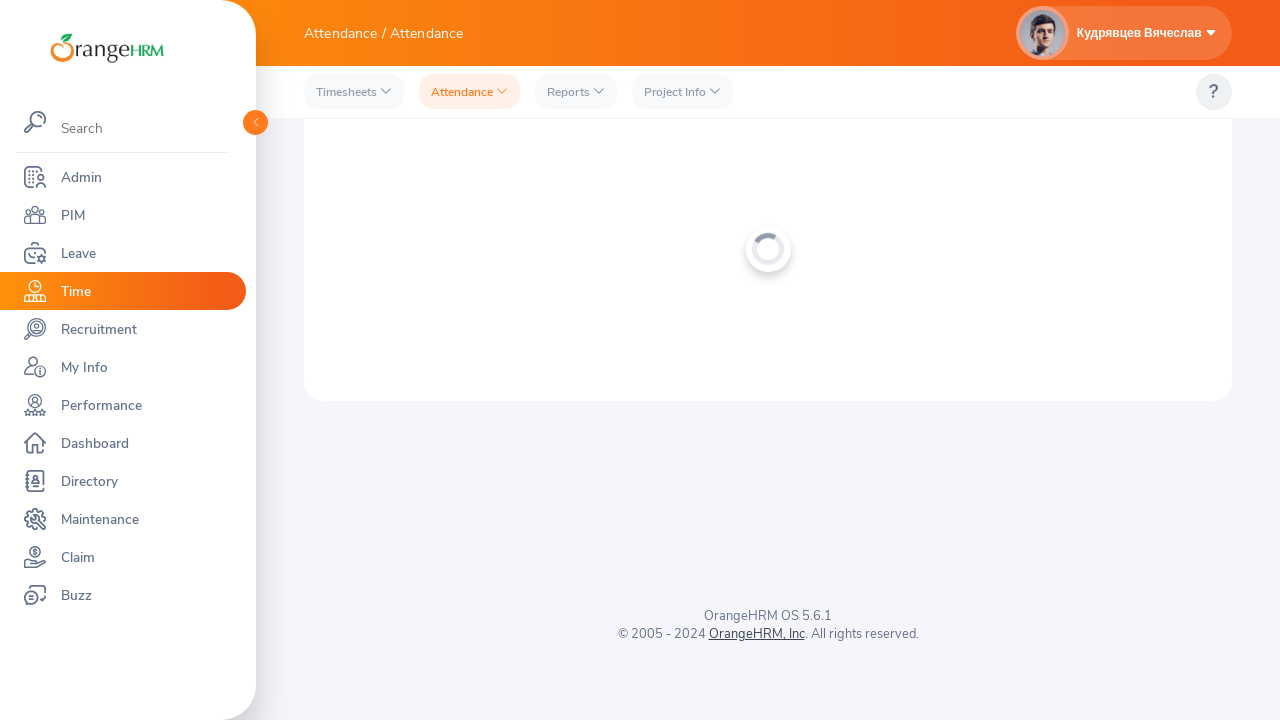 OrangeHRM
Attendance / Attendance
Кудрявцев Вячеслав
Timesheets
Attendance
Reports
Project Info
?
Search
Admin
PIM
Leave
Time
Recruitment
My Info
Performance
Dashboard
Directory
Maintenance
Claim
Buzz
OrangeHRM OS 5.6.1
© 2005 - 2024 OrangeHRM, Inc. All rights reserved.